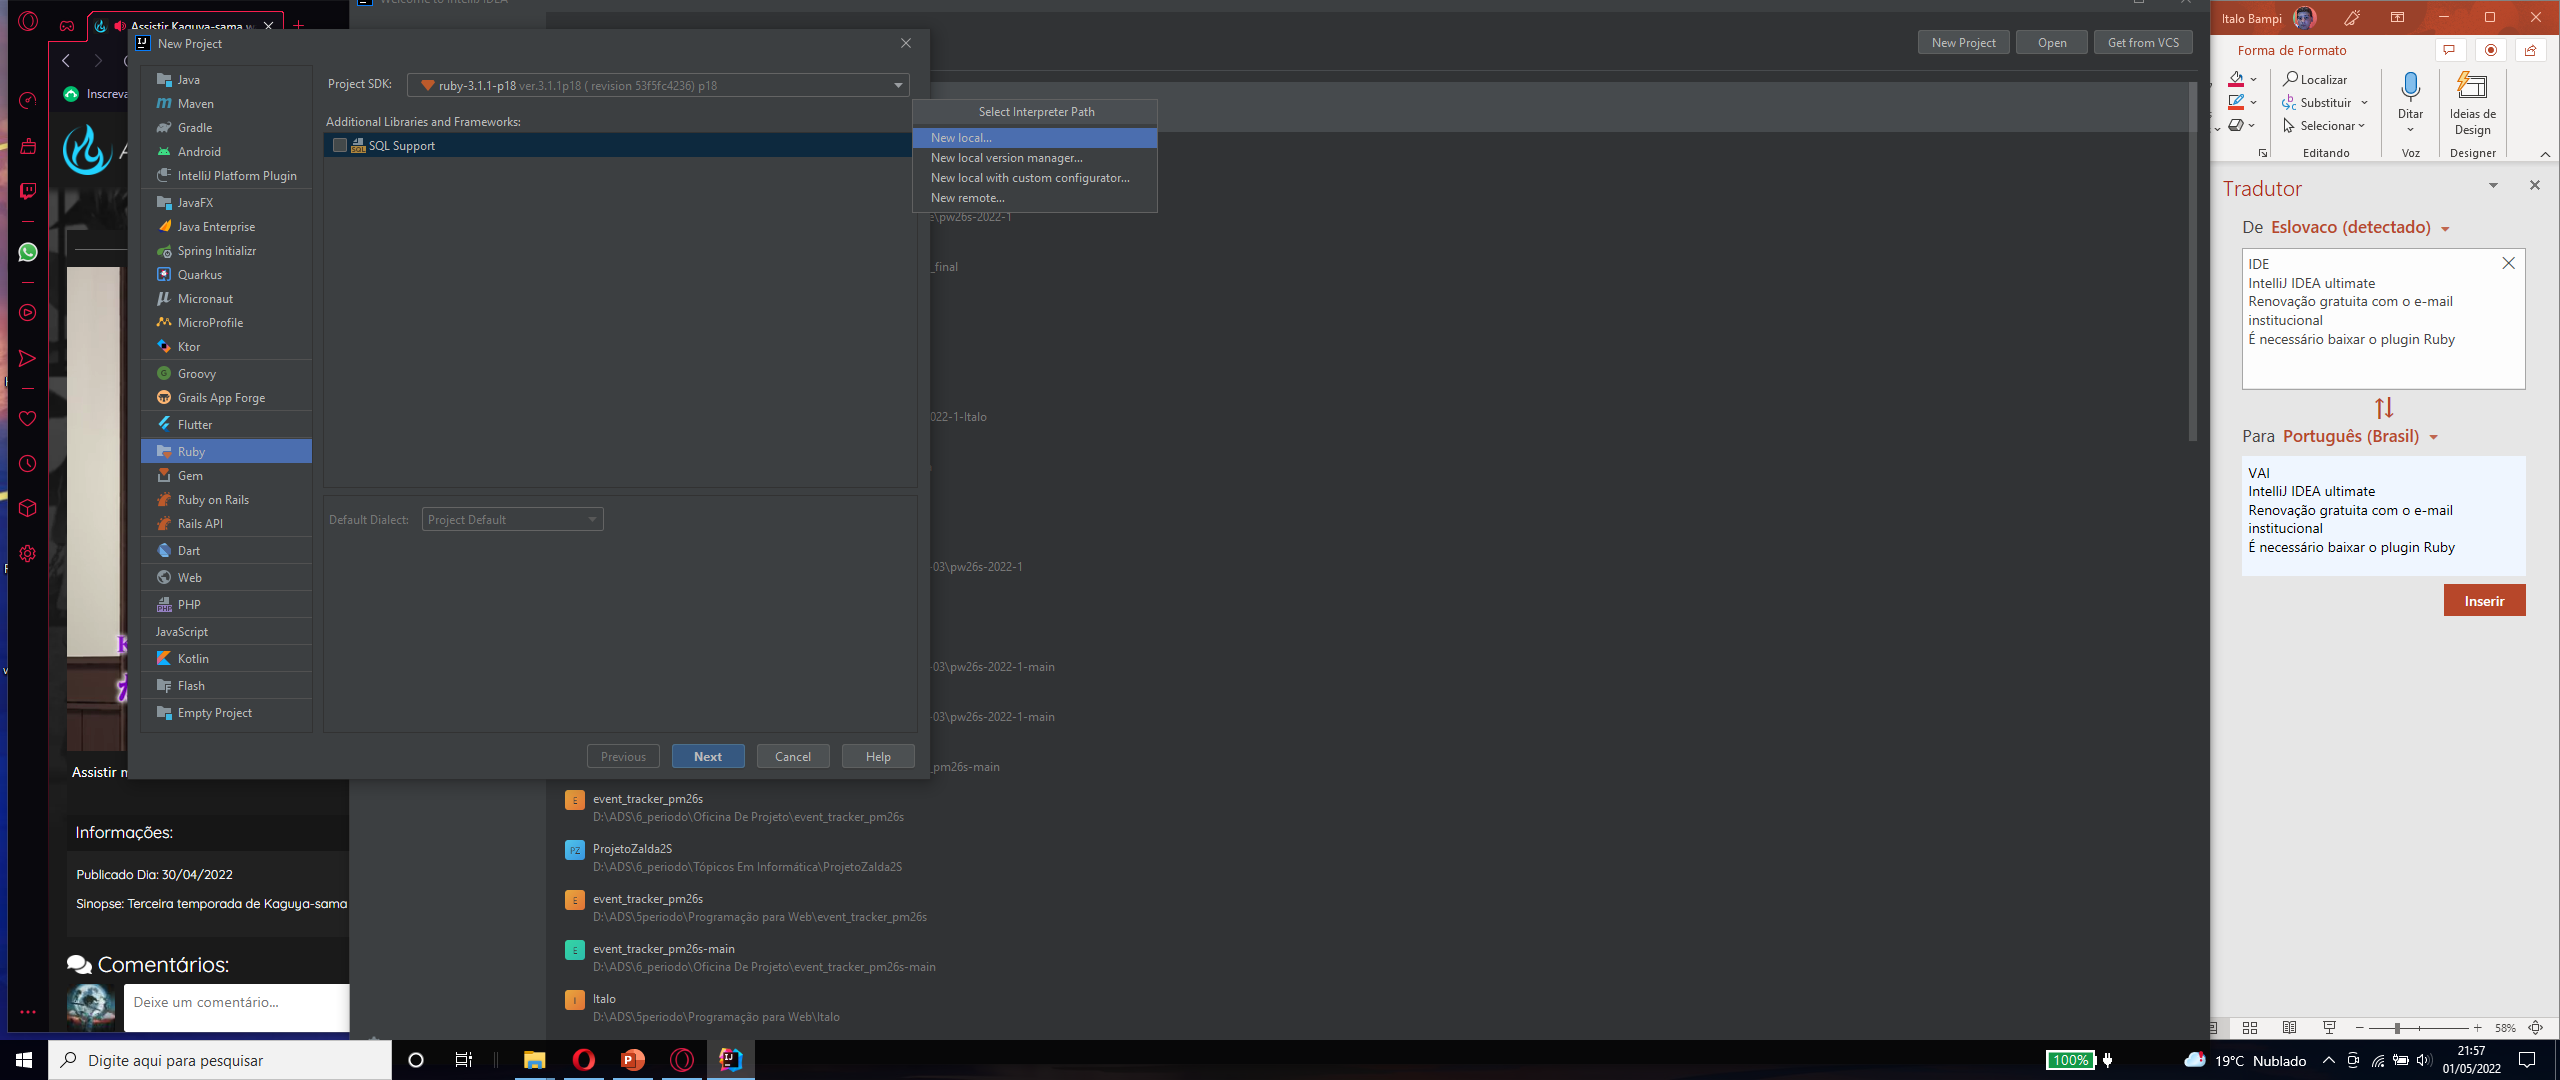 Welcome to IntelliJ IDEA
Assistir Kaguya-sama w
Inscreva
New Project
Java
Maven
Gradle
Android
IntelliJ Platform Plugin
JavaFX
Java Enterprise
Spring Initializr
Quarkus
Micronaut
MicroProfile
Ktor
Groovy
Grails App Forge
Flutter
Ruby
Gem
Ruby on Rails
Rails API
Dart
Web
PHP
JavaScript
Kotlin
Flash
Empty Project
Project SDK:
ruby-3.1.1-p18 ver.3.1.1p18 ( revision 53f5fc4236) p18
Additional Libraries and Frameworks:
SQL Support
Default Dialect:
Project Default
Previous
Next
Cancel
Help
Select Interpreter Path
New local...
New local version manager...
New local with custom configurator...
New remote...
New Project
Open
Get from VCS
e\pw26s-2022-1
_final
022-1-Italo
-03\pw26s-2022-1
-03\pw26s-2022-1-main
-03\pw26s-2022-1-main
_pm26s-main
event_tracker_pm26s
D:\ADS\6_periodo\Oficina De Projeto\event_tracker_pm26s
PZ
ProjetoZalda2S
D:\ADS\6_periodo\Tópicos Em Informática\ProjetoZalda2S
event_tracker_pm26s
D:\ADS\5periodo\Programação para Web\event_tracker_pm26s
event_tracker_pm26s-main
D:\ADS\6_periodo\Oficina De Projeto\event_tracker_pm26s-main
Italo
D:\ADS\5periodo\Programação para Web\Italo
Assistir n
Informações:
Publicado Dia: 30/04/2022
Sinopse: Terceira temporada de Kaguya-sama
Comentários:
Deixe um comentário...
Italo Bampi
Forma de Formato
Localizar
Substituir
Selecionar
Editando
Ditar
Voz
Ideias de
Design
Designer
Tradutor
De Eslovaco (detectado)
IDE
IntelliJ IDEA ultimate
Renovação gratuita com o e-mail
institucional
É necessário baixar o plugin Ruby
Para Português (Brasil)
VAI
IntelliJ IDEA ultimate
Renovação gratuita com o e-mail
institucional
É necessário baixar o plugin Ruby
Inserir
58%
Digite aqui para pesquisar
100%
19°C Nublado
21:57
01/05/2022